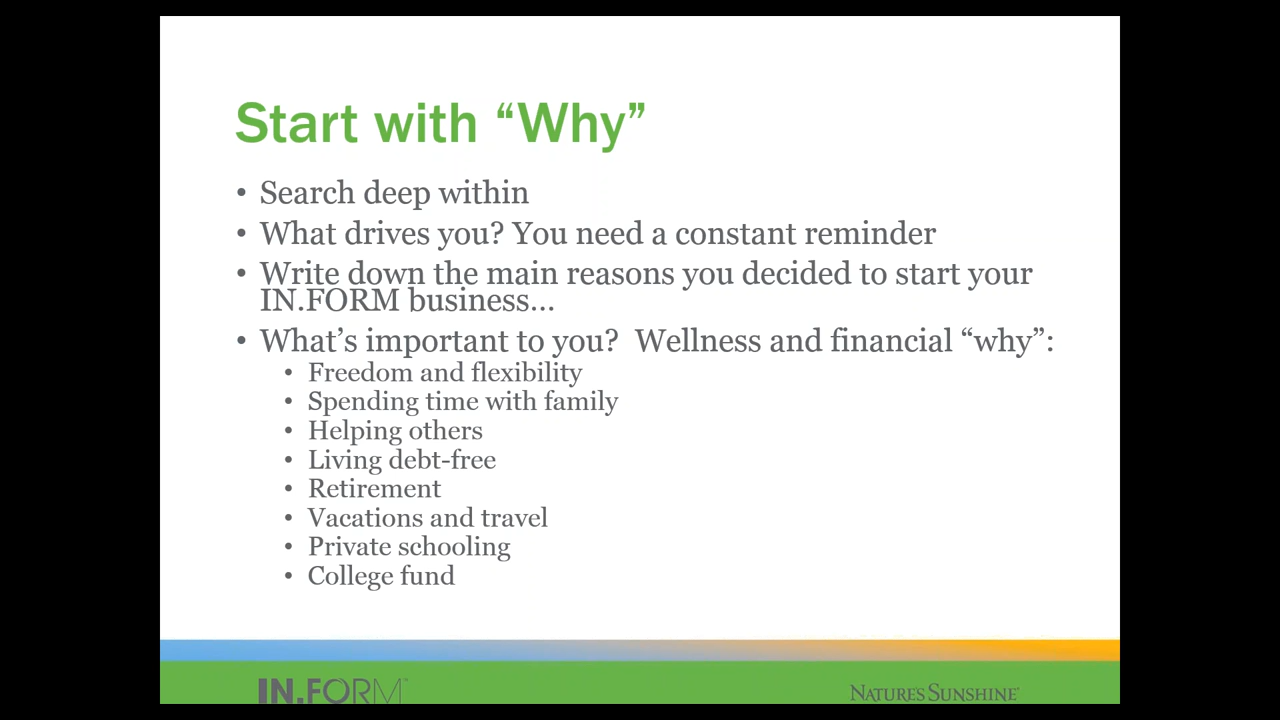 Start with “Why”
• Search deep within
• What drives you? You need a constant reminder
• Write down the main reasons you decided to start your
IN.FORM business…
• What’s important to you?  Wellness and financial “why”:
• Freedom and flexibility
• Spending time with family
• Helping others
• Living debt-free
• Retirement
• Vacations and travel
• Private schooling
• College fund
IN.FORM
NATURE'S SUNSHINE